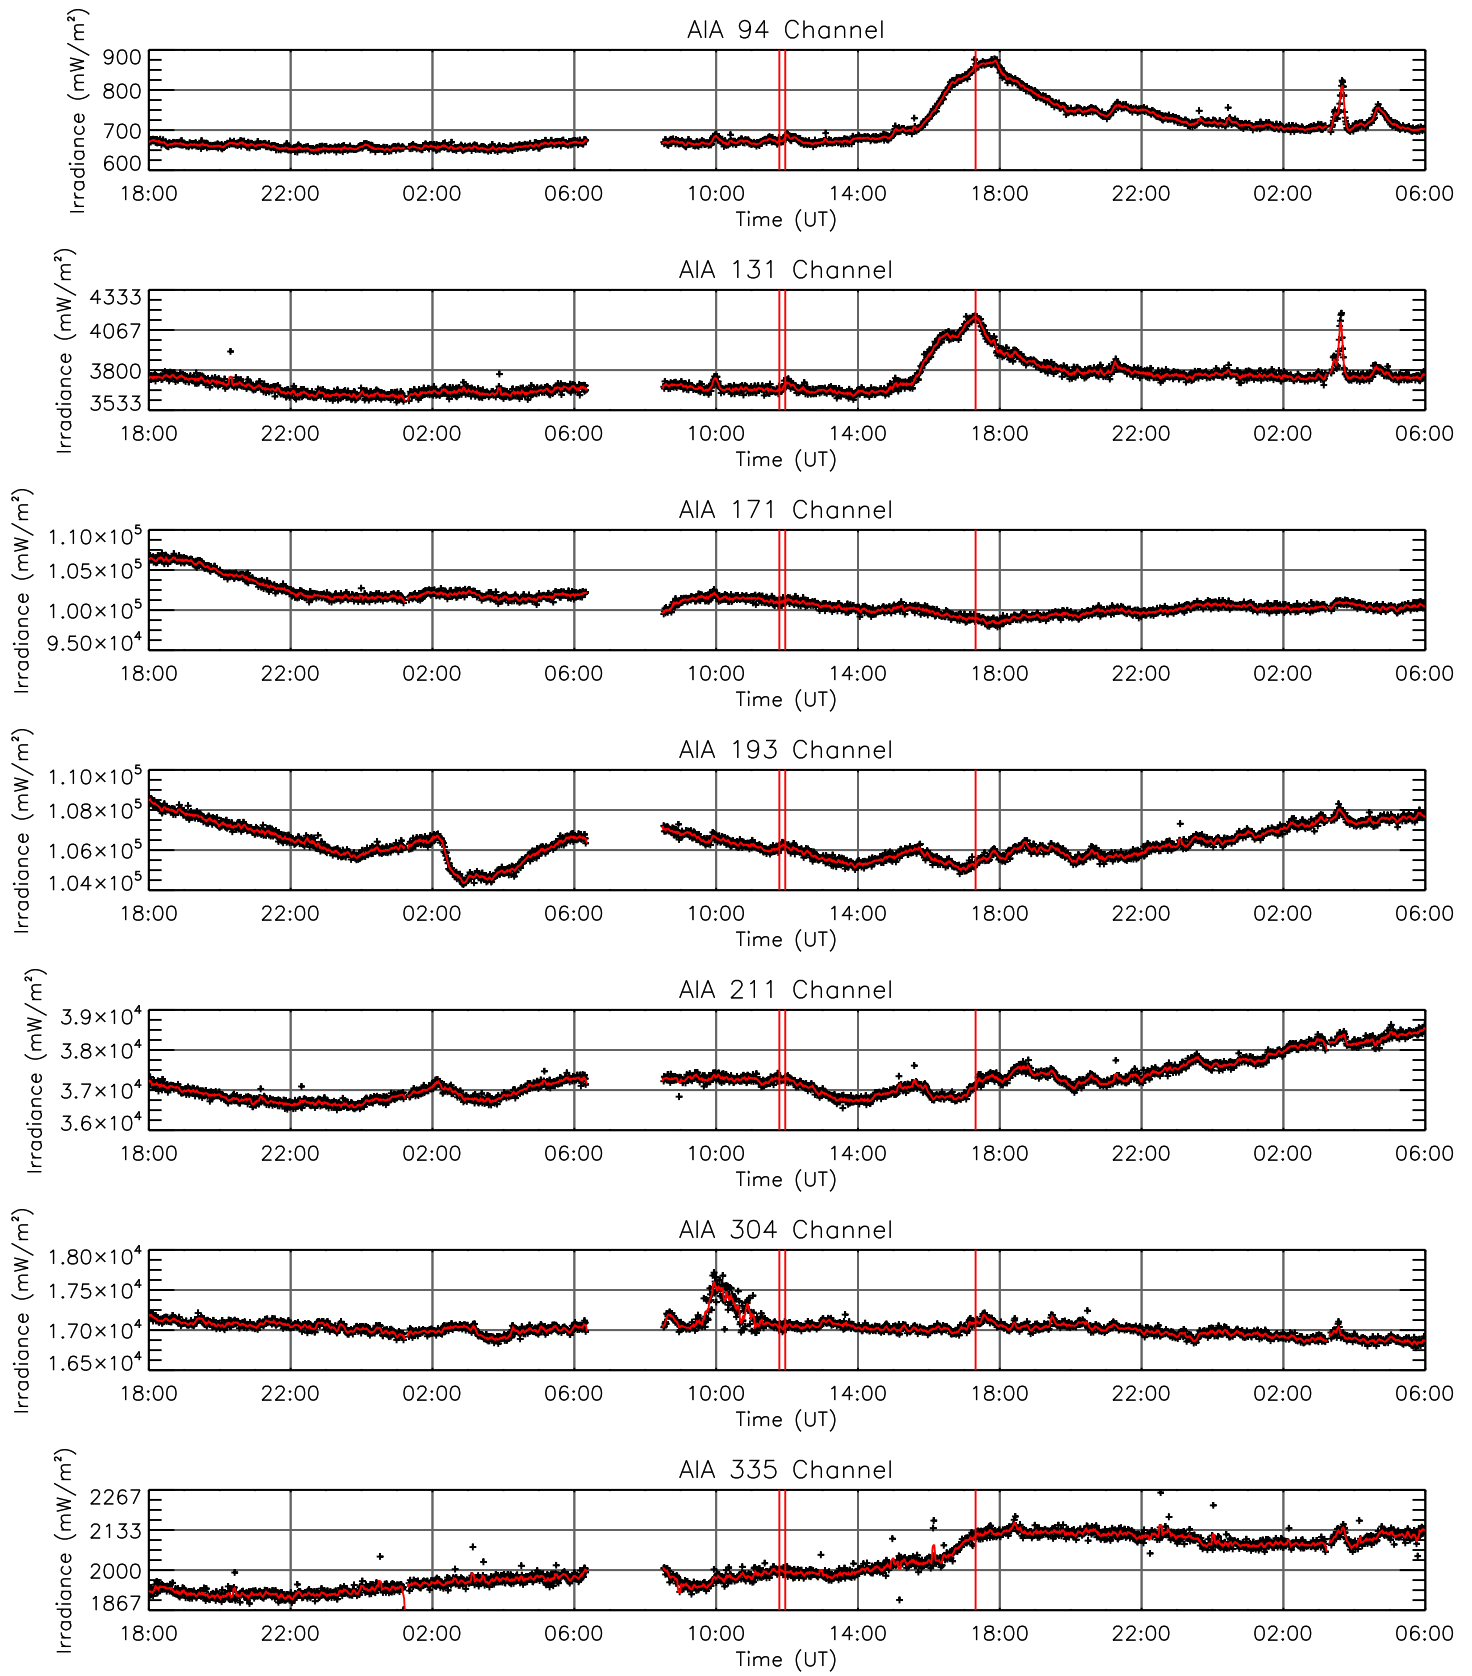 AIA 94 Channel
Irradiance (mW/m²)
900
800
700
600
18:00 22:00 02:00 06:00 10:00 14:00 18:00 22:00 02:00 06:00
Time (UT)
AIA 131 Channel
Irradiance (mW/m²)
4333
4067
3800
3533
18:00 22:00 02:00 06:00 10:00 14:00 18:00 22:00 02:00 06:00
Time (UT)
AIA 171 Channel
Irradiance (mW/m²)
1.10×10⁵
1.05×10⁵
1.00×10⁵
9.50×10⁴
18:00 22:00 02:00 06:00 10:00 14:00 18:00 22:00 02:00 06:00
Time (UT)
AIA 193 Channel
Irradiance (mW/m²)
1.10×10⁵
1.08×10⁵
1.06×10⁵
1.04×10⁵
18:00 22:00 02:00 06:00 10:00 14:00 18:00 22:00 02:00 06:00
Time (UT)
AIA 211 Channel
Irradiance (mW/m²)
3.9×10⁴
3.8×10⁴
3.7×10⁴
3.6×10⁴
18:00 22:00 02:00 06:00 10:00 14:00 18:00 22:00 02:00 06:00
Time (UT)
AIA 304 Channel
Irradiance (mW/m²)
1.80×10⁴
1.75×10⁴
1.70×10⁴
1.65×10⁴
18:00 22:00 02:00 06:00 10:00 14:00 18:00 22:00 02:00 06:00
Time (UT)
AIA 335 Channel
Irradiance (mW/m²)
2267
2133
2000
1867
18:00 22:00 02:00 06:00 10:00 14:00 18:00 22:00 02:00 06:00
Time (UT)